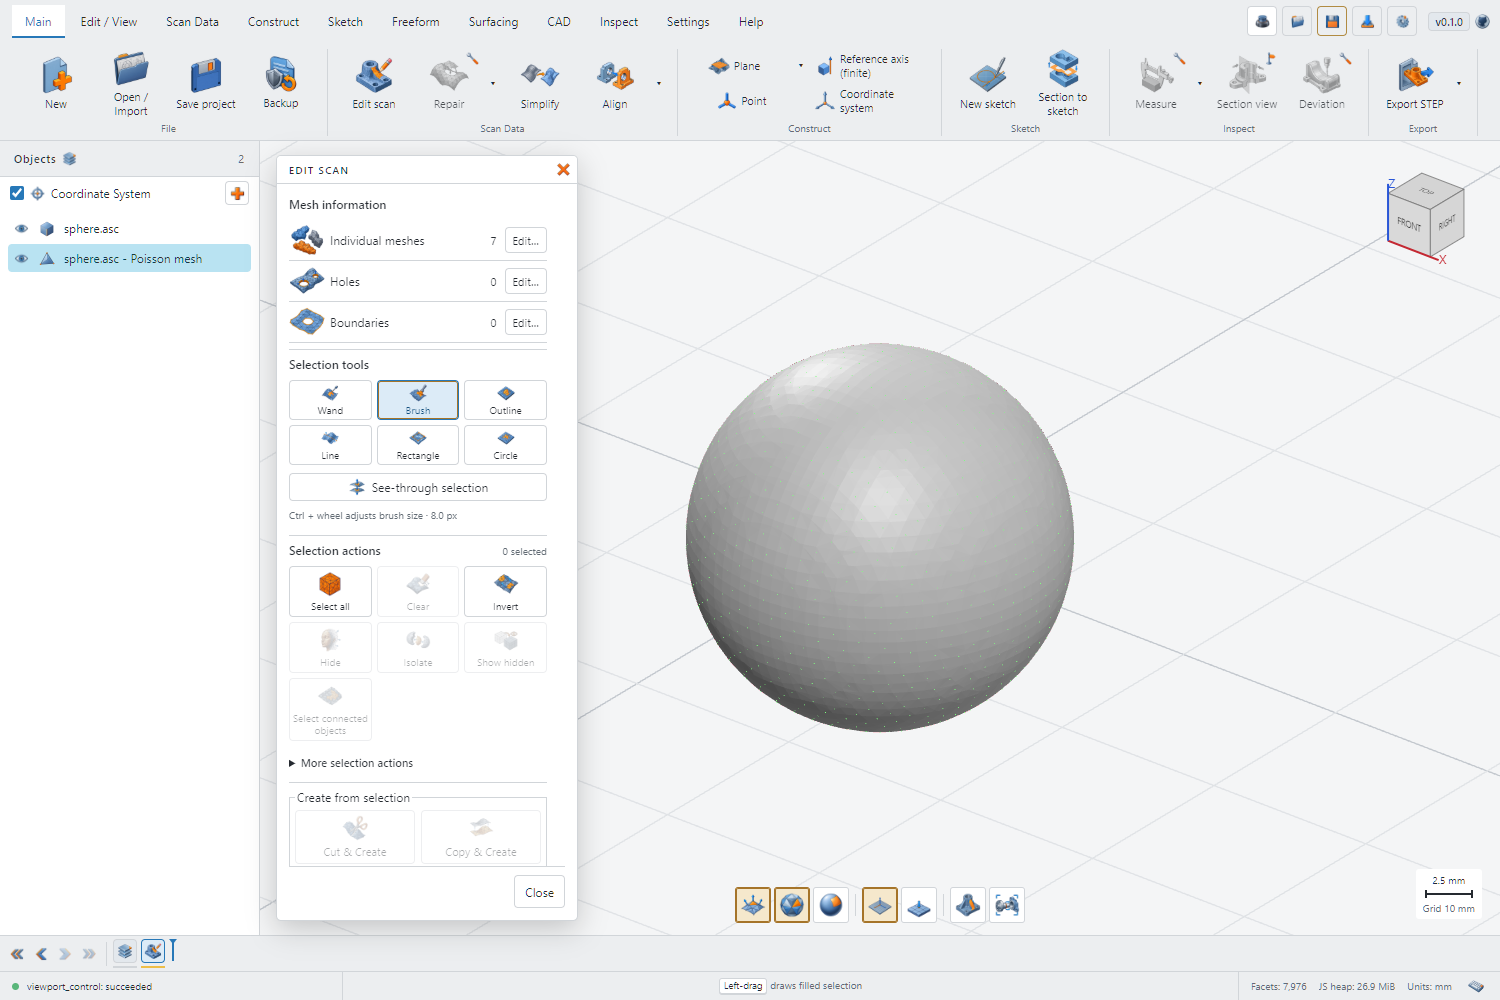 Main
Edit / View
Scan Data
Construct
Sketch
Freeform
Surfacing
CAD
Inspect
Settings
Help
v0.1.0
New
Open /
Import
Save project
Backup
File
Edit scan
Repair
Simplify
Align
Scan Data
Plane
Point
Reference axis
(finite)
Coordinate
system
Construct
New sketch
Section to
sketch
Sketch
Measure
Section view
Deviation
Inspect
Export STEP
Export
Objects
2
Coordinate System
sphere.asc
sphere.asc - Poisson mesh
EDIT SCAN
Mesh information
Individual meshes 7 Edit...
Holes 0 Edit...
Boundaries 0 Edit...
Selection tools
Wand
Brush
Outline
Line
Rectangle
Circle
See-through selection
Ctrl + wheel adjusts brush size · 8.0 px
Selection actions 0 selected
Select all
Clear
Invert
Hide
Isolate
Show hidden
Select connected
objects
More selection actions
Create from selection
Cut & Create
Copy & Create
Close
Z
TOP
FRONT
RIGHT
X
2.5 mm
Grid 10 mm
viewport_control: succeeded
Left-drag draws filled selection
Facets: 7,976
JS heap: 26.9 MiB
Units: mm